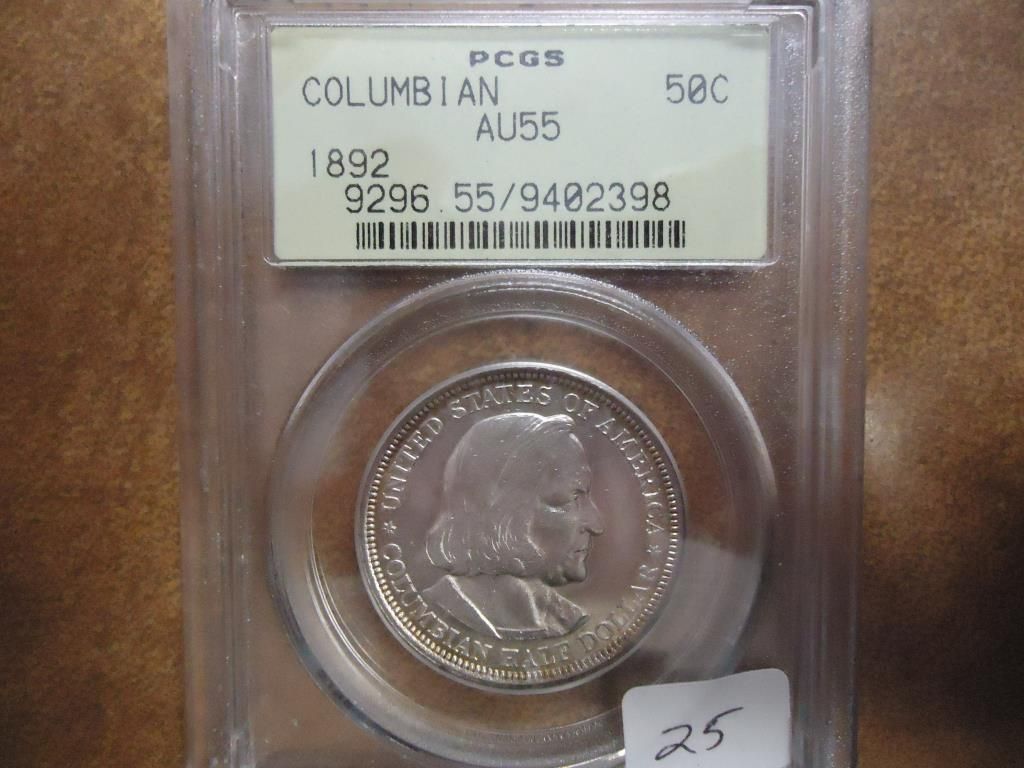 PCGS
COLUMBIAN 50C
AU55
1892
9296.55/9402398
UNITED STATES OF AMERICA
★ COLUMBIAN HALF DOLLAR ★
25